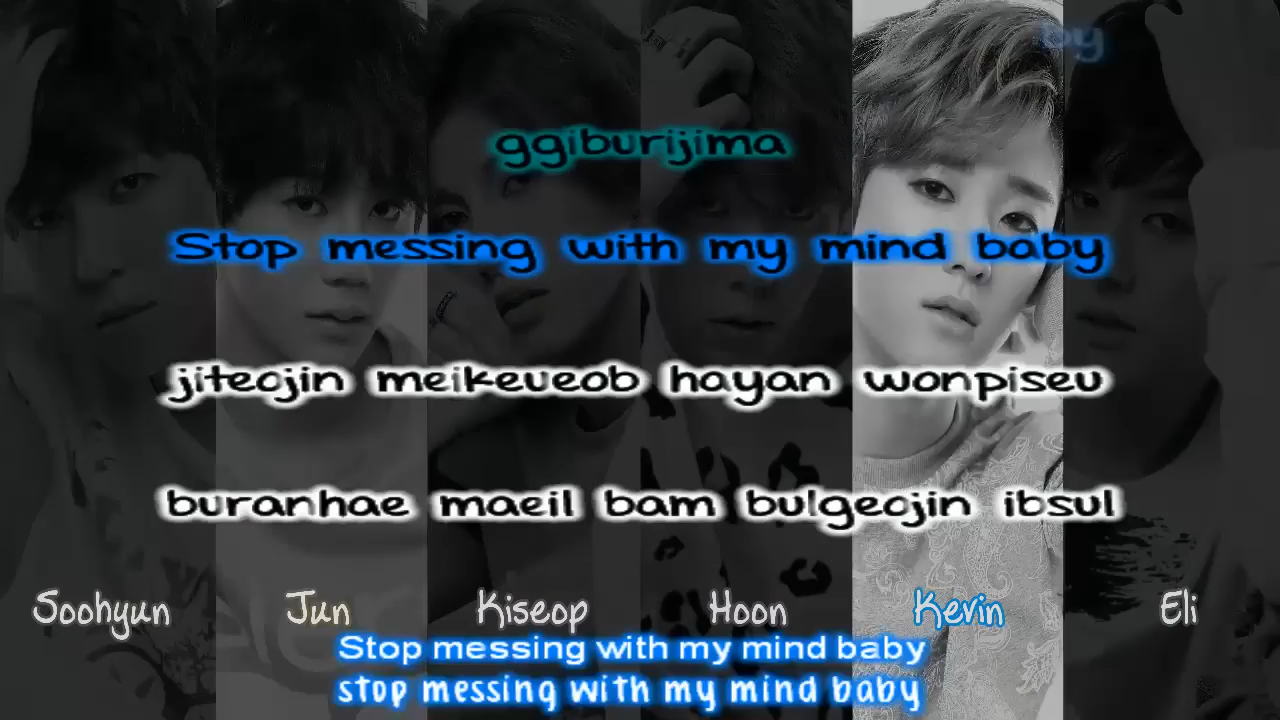 by
ggiburijima
Stop messing with my mind baby
jiteojin meikeueob hayan wonpiseu
buranhae maeil bam bulgeojin ibsul
Soohyun Jun Kiseop Hoon Kevin Eli
Stop messing with my mind baby
stop messing with my mind baby